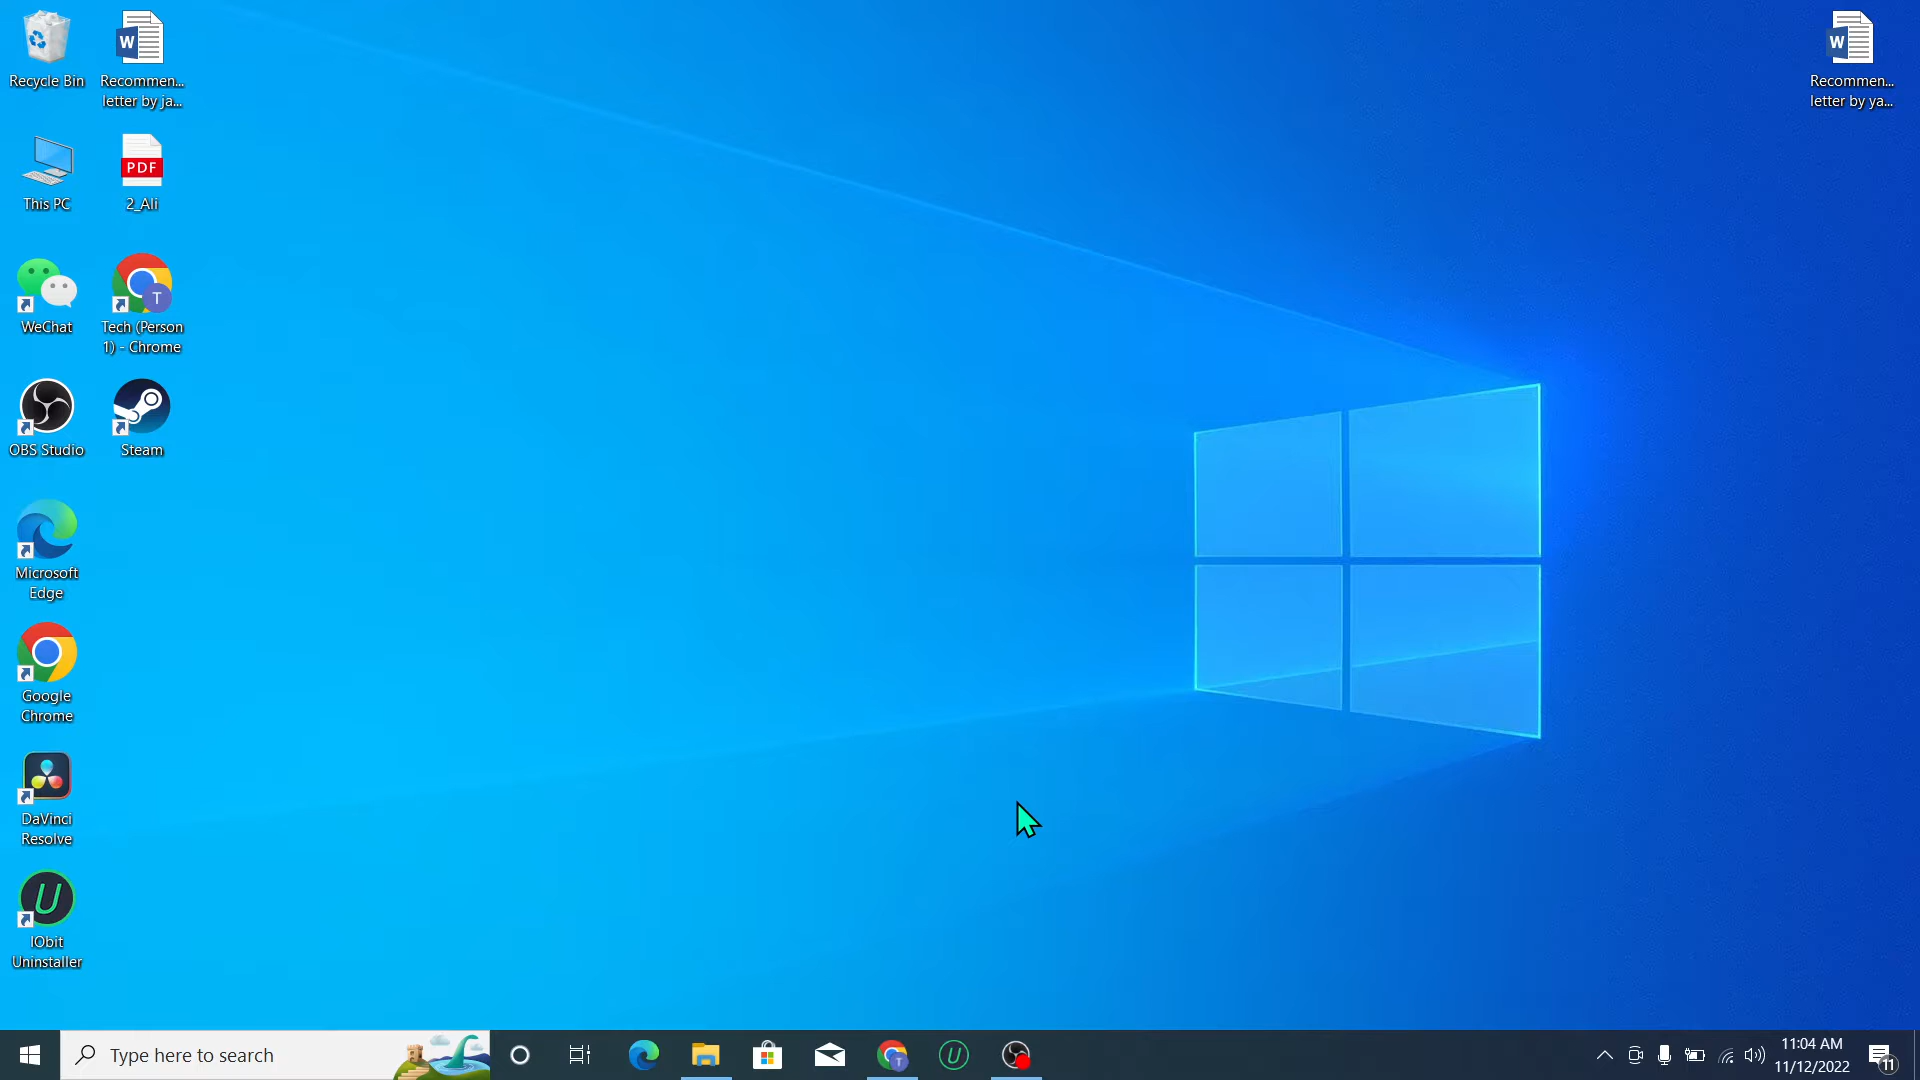 Recycle Bin
Recommen...
letter by ja...
Recommen...
letter by ya...
This PC
PDF
2_Ali
WeChat
T
Tech (Person
1) - Chrome
OBS Studio
Steam
Microsoft
Edge
Google
Chrome
DaVinci
Resolve
IObit
Uninstaller
Type here to search
11:04 AM
11/12/2022
11